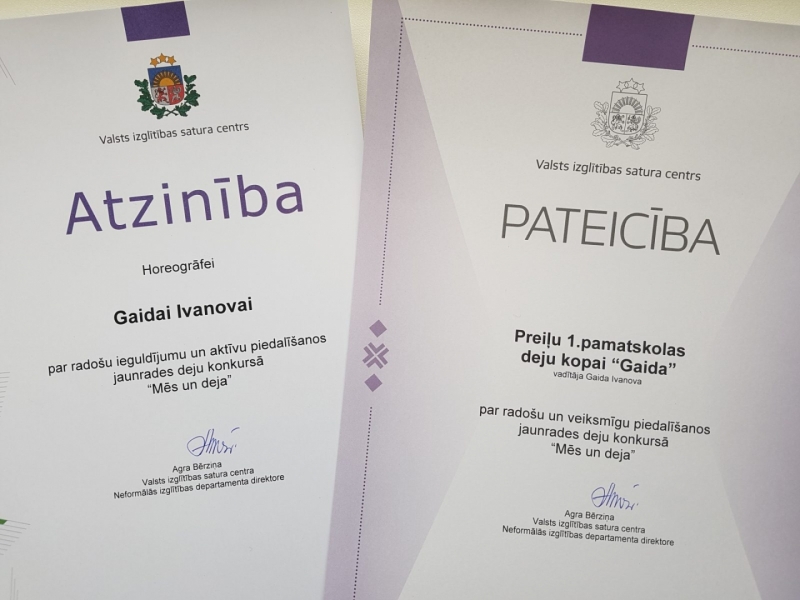 Valsts izglītības satura centrs
Atzinība
Horeogrāfei
Gaidai Ivanovai
par radošu ieguldījumu un aktīvu piedalīšanos
jaunrades deju konkursā
“Mēs un deja”
Agra Bērziņa
Valsts izglītības satura centra
Neformālās izglītības departamenta direktore
Valsts izglītības satura centrs
PATEICĪBA
Preiļu 1.pamatskolas
deju kopai “Gaida”
vadītāja Gaida Ivanova
par radošu un veiksmīgu piedalīšanos
jaunrades deju konkursā
“Mēs un deja”
Agra Bērziņa
Valsts izglītības satura centra
Neformālās izglītības departamenta direktore